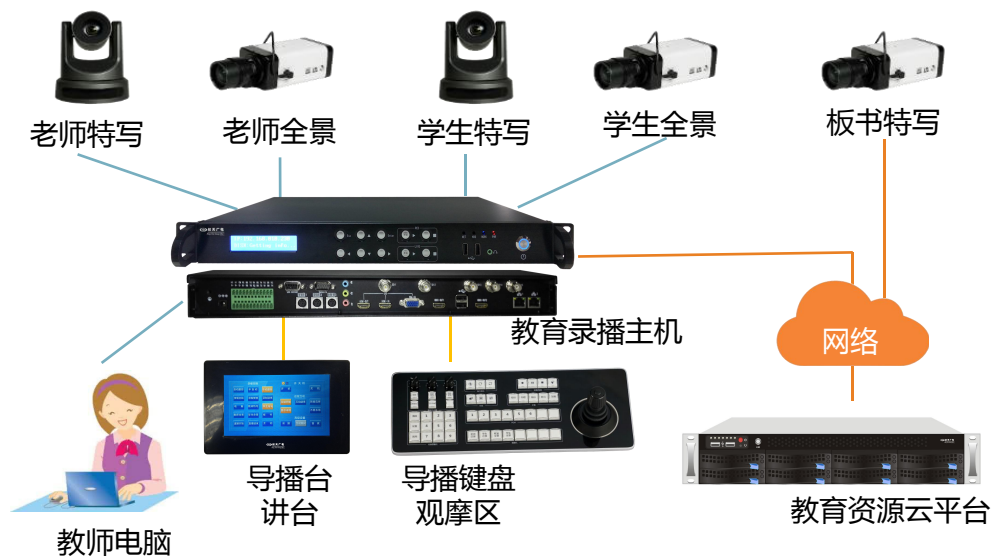 老师特写
老师全景
学生特写
学生全景
板书特写
教育录播主机
网络
导播台
讲台
导播键盘
观摩区
教师电脑
教育资源云平台